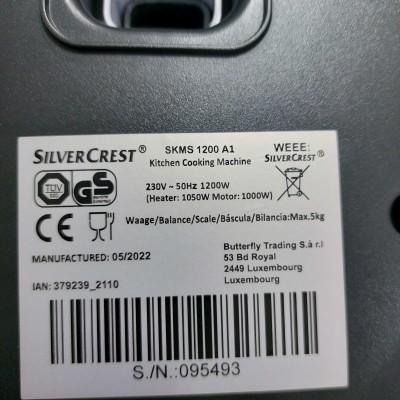 SILVERCREST®
SKMS 1200 A1
Kitchen Cooking Machine
WEEE:
SILVERCREST®
TÜV
GS
230V ~ 50Hz 1200W
(Heater: 1050W Motor: 1000W)
CE
Waage/Balance/Scale/Báscula/Bilancia:Max.5kg
MANUFACTURED: 05/2022
Butterfly Trading S.à r.l
53 Bd Royal
2449 Luxembourg
Luxembourg
IAN: 379239_2110
S./N.:095493